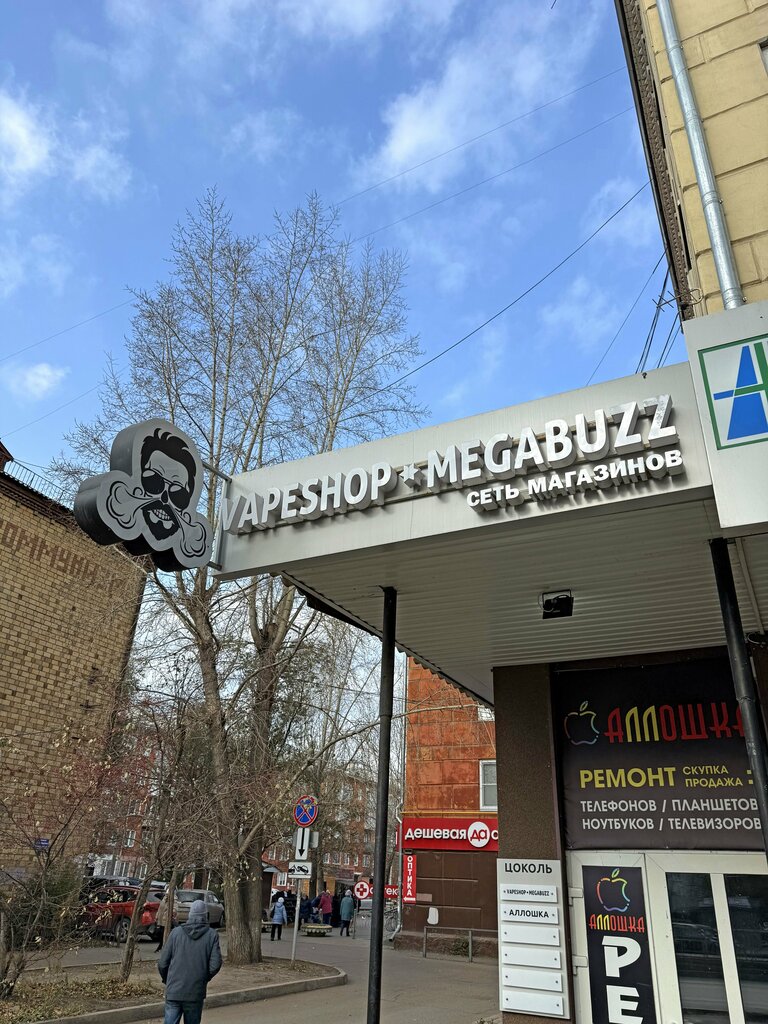 VAPESHOP ★ MEGABUZZ
СЕТЬ МАГАЗИНОВ
АЛЛОШКА
РЕМОНТ СКУПКА
ПРОДАЖА :
ТЕЛЕФОНОВ / ПЛАНШЕТОВ
НОУТБУКОВ / ТЕЛЕВИЗОРОВ
ДЕШЕВАЯ ДА
ОПТИКА
ЦОКОЛЬ
VAPESHOP★MEGABUZZ
АЛЛОШКА
АЛЛОШКА
РЕ